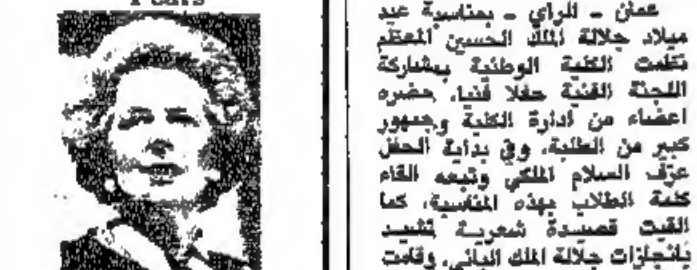 عمان - الراي - بمناسبة عيد
ميلاد جلالة الملك الحسين المعظم
نظمت الكلية الوطنية بمشاركة
اللجنة الفنية حفلا فنيا، حضره
اعضاء من ادارة الكلية وجمهور
كبير من الطلبة، وفي بداية الحفل
عزف السلام الملكي وتبعه القاء
كلمة الطلاب بهذه المناسبة، كما
القيت قصيدة شعرية تشيد
بانجازات جلالة الملك الباني، وقامت